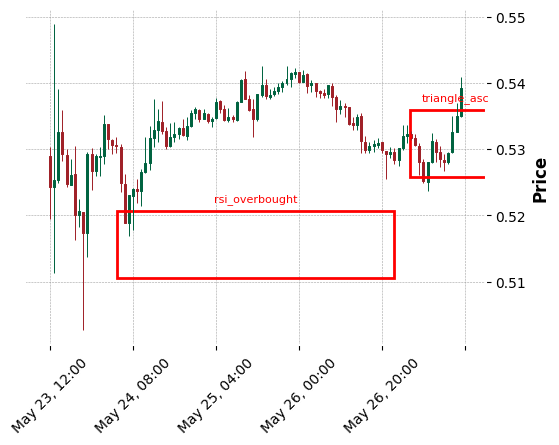 0.55
0.54
triangle_asc
0.53
rsi_overbought
0.52
0.51
Price
May 23, 12:00
May 24, 08:00
May 25, 04:00
May 26, 00:00
May 26, 20:00